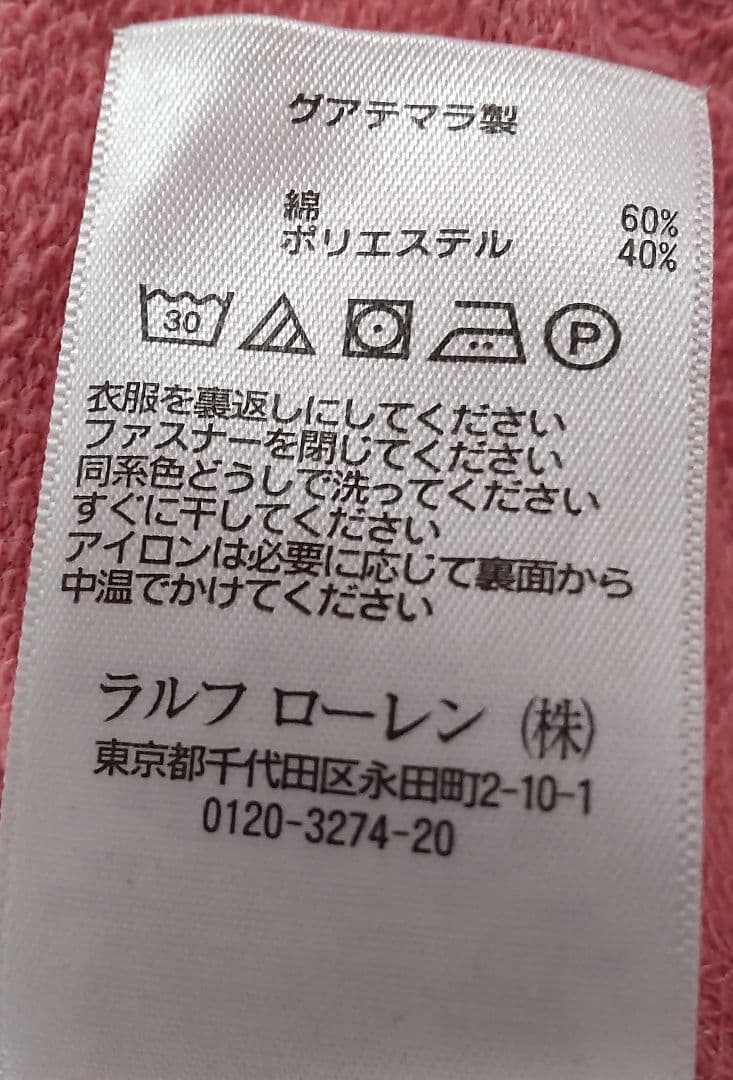 グアテマラ製
綿 60%
ポリエステル 40%
30 P
衣服を裏返しにしてください
ファスナーを閉じてください
同系色どうしで洗ってください
すぐに干してください
アイロンは必要に応じて裏面から
中温でかけてください
ラルフ ローレン (株)
東京都千代田区永田町2-10-1
0120-3274-20